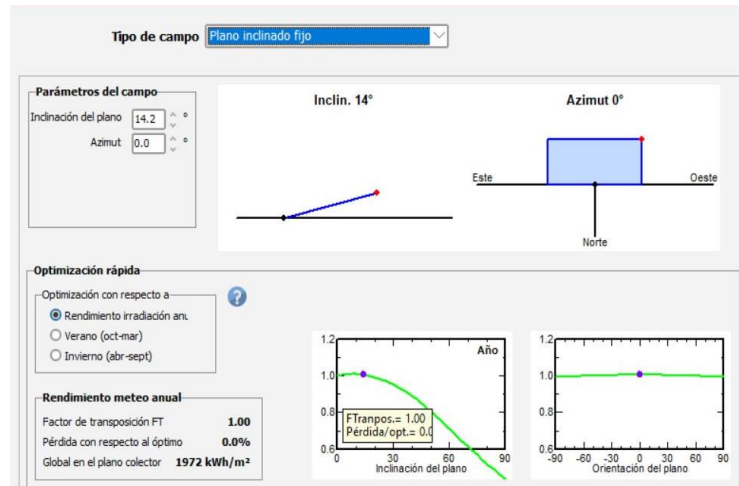 Tipo de campo Plano inclinado fijo
Parámetros del campo
Inclinación del plano 14.2 °
Azimut 0.0 °
Inclin. 14°
Azimut 0°
Este
Oeste
Norte
Optimización rápida
Optimización con respecto a
Rendimiento irradiación anu
Verano (oct-mar)
Invierno (abr-sept)
?
Rendimiento meteo anual
Factor de transposición FT 1.00
Pérdida con respecto al óptimo 0.0%
Global en el plano colector 1972 kWh/m²
Año
1.2
1.0
0.8
0.6
FTranpos.= 1.00
Pérdida/opt.= 0.0
0 30 60 90
Inclinación del plano
1.2
1.0
0.8
0.6
-90 -60 -30 0 30 60 90
Orientación del plano